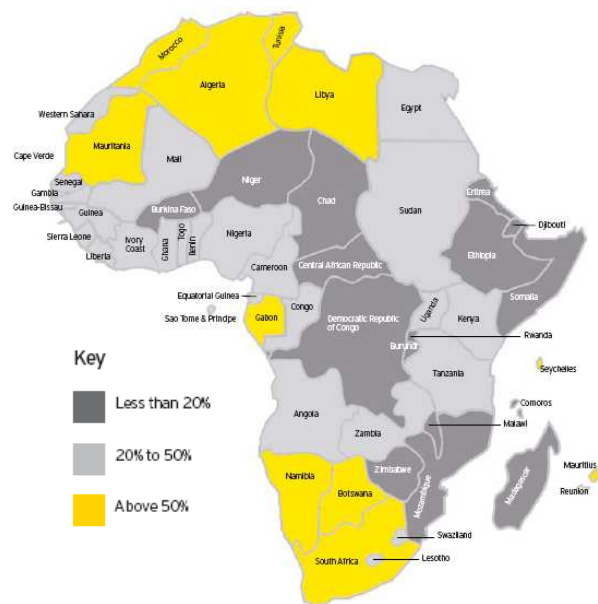 Morocco
Tunisia
Algeria
Libya
Egypt
Western Sahara
Mauritania
Cape Verde
Mali
Niger
Chad
Sudan
Eritrea
Senegal
Gambia
Guinea-Bissau
Guinea
Burkina Faso
Djibouti
Sierra Leone
Ivory
Coast
Ghana
Togo
Benin
Nigeria
Ethiopia
Liberia
Cameroon
Central African Republic
Somalia
Equatorial Guinea
Sao Tome & Principe
Gabon
Congo
Democratic Republic
of Congo
Uganda
Kenya
Rwanda
Burundi
Key
Less than 20%
20% to 50%
Above 50%
Tanzania
Seychelles
Comoros
Malawi
Angola
Zambia
Zimbabwe
Mozambique
Madagascar
Mauritius
Reunion
Namibia
Botswana
Swaziland
South Africa
Lesotho